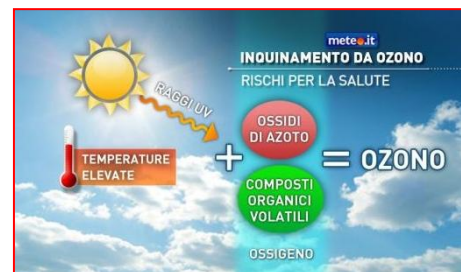 meteo.it
INQUINAMENTO DA OZONO
RISCHI PER LA SALUTE
RAGGI UV
TEMPERATURE
ELEVATE
+
OSSIDI
DI AZOTO
COMPOSTI
ORGANICI
VOLATILI
= OZONO
OSSIGENO